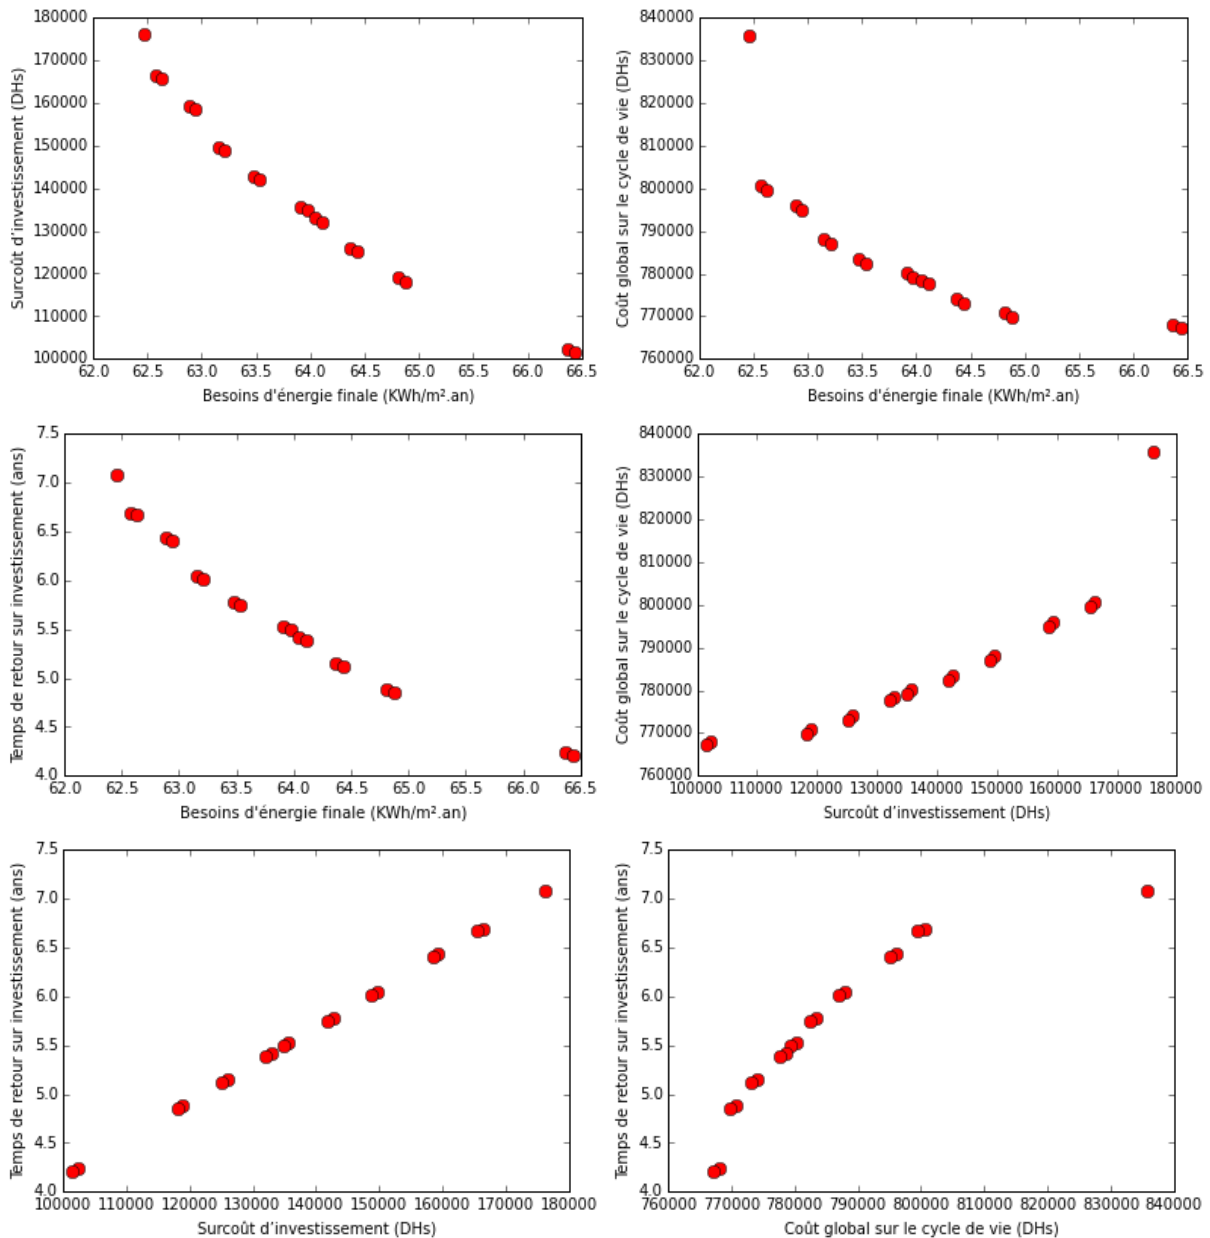 180000
170000
160000
150000
140000
130000
120000
110000
100000
Surcoût d’investissement (DHs)
62.0 62.5 63.0 63.5 64.0 64.5 65.0 65.5 66.0 66.5
Besoins d'énergie finale (KWh/m².an)
840000
830000
820000
810000
800000
790000
780000
770000
760000
Coût global sur le cycle de vie (DHs)
62.0 62.5 63.0 63.5 64.0 64.5 65.0 65.5 66.0 66.5
Besoins d'énergie finale (KWh/m².an)
7.5
7.0
6.5
6.0
5.5
5.0
4.5
4.0
Temps de retour sur investissement (ans)
62.0 62.5 63.0 63.5 64.0 64.5 65.0 65.5 66.0 66.5
Besoins d'énergie finale (KWh/m².an)
840000
830000
820000
810000
800000
790000
780000
770000
760000
Coût global sur le cycle de vie (DHs)
100000 110000 120000 130000 140000 150000 160000 170000 180000
Surcoût d’investissement (DHs)
7.5
7.0
6.5
6.0
5.5
5.0
4.5
4.0
Temps de retour sur investissement (ans)
100000 110000 120000 130000 140000 150000 160000 170000 180000
Surcoût d’investissement (DHs)
7.5
7.0
6.5
6.0
5.5
5.0
4.5
4.0
Temps de retour sur investissement (ans)
760000 770000 780000 790000 800000 810000 820000 830000 840000
Coût global sur le cycle de vie (DHs)